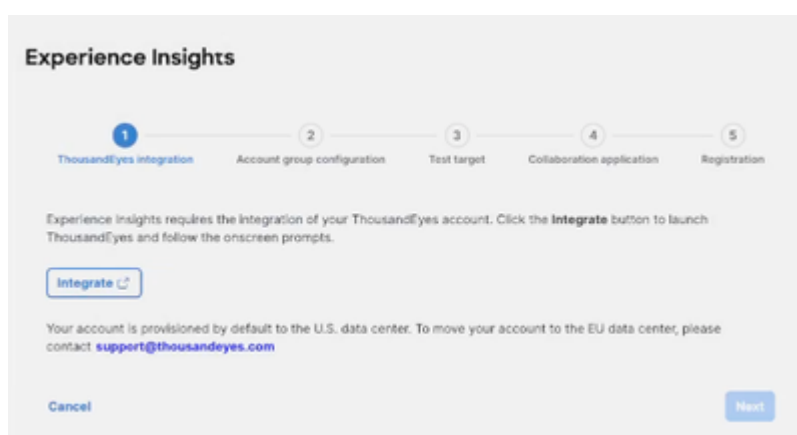 Experience Insights
1 2 3 4 5
ThousandEyes integration Account group configuration Test target Collaboration application Registration
Experience Insights requires the integration of your ThousandEyes account. Click the Integrate button to launch
ThousandEyes and follow the onscreen prompts.
Integrate
Your account is provisioned by default to the U.S. data center. To move your account to the EU data center, please
contact support@thousandeyes.com
Cancel Next